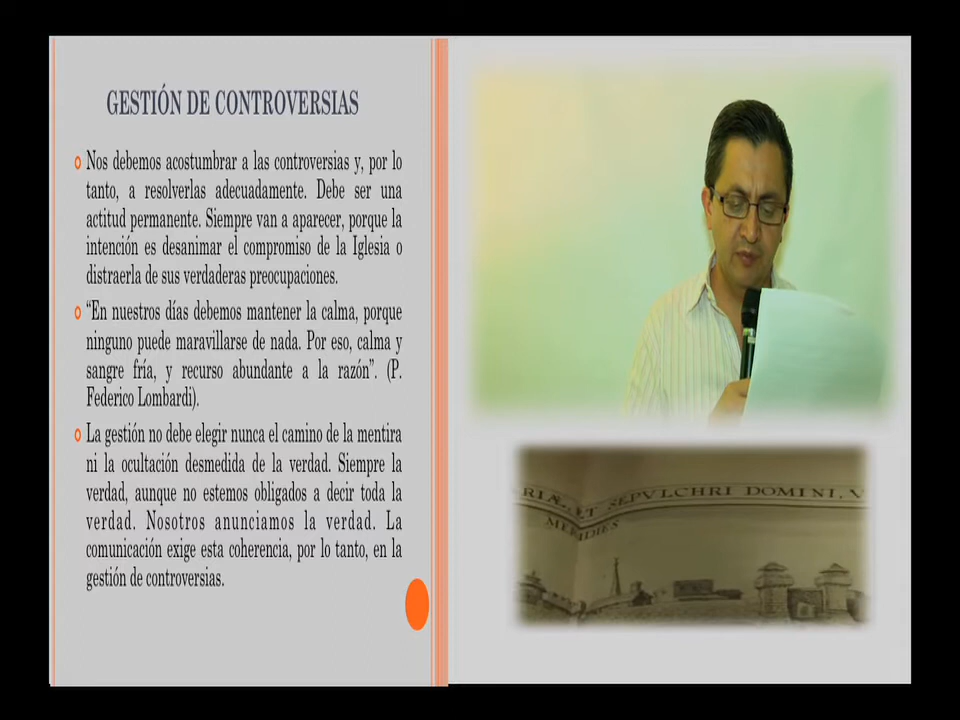 GESTIÓN DE CONTROVERSIAS
Nos debemos acostumbrar a las controversias y, por lo
tanto, a resolverlas adecuadamente. Debe ser una
actitud permanente. Siempre van a aparecer, porque la
intención es desanimar el compromiso de la Iglesia o
distraerla de sus verdaderas preocupaciones.
“En nuestros días debemos mantener la calma, porque
ninguno puede maravillarse de nada. Por eso, calma y
sangre fría, y recurso abundante a la razón”. (P.
Federico Lombardi).
La gestión no debe elegir nunca el camino de la mentira
ni la ocultación desmedida de la verdad. Siempre la
verdad, aunque no estemos obligados a decir toda la
verdad. Nosotros anunciamos la verdad. La
comunicación exige esta coherencia, por lo tanto, en la
gestión de controversias.
RIÆ, ET SEPVLCHRI DOMINI, V
MERIDIES